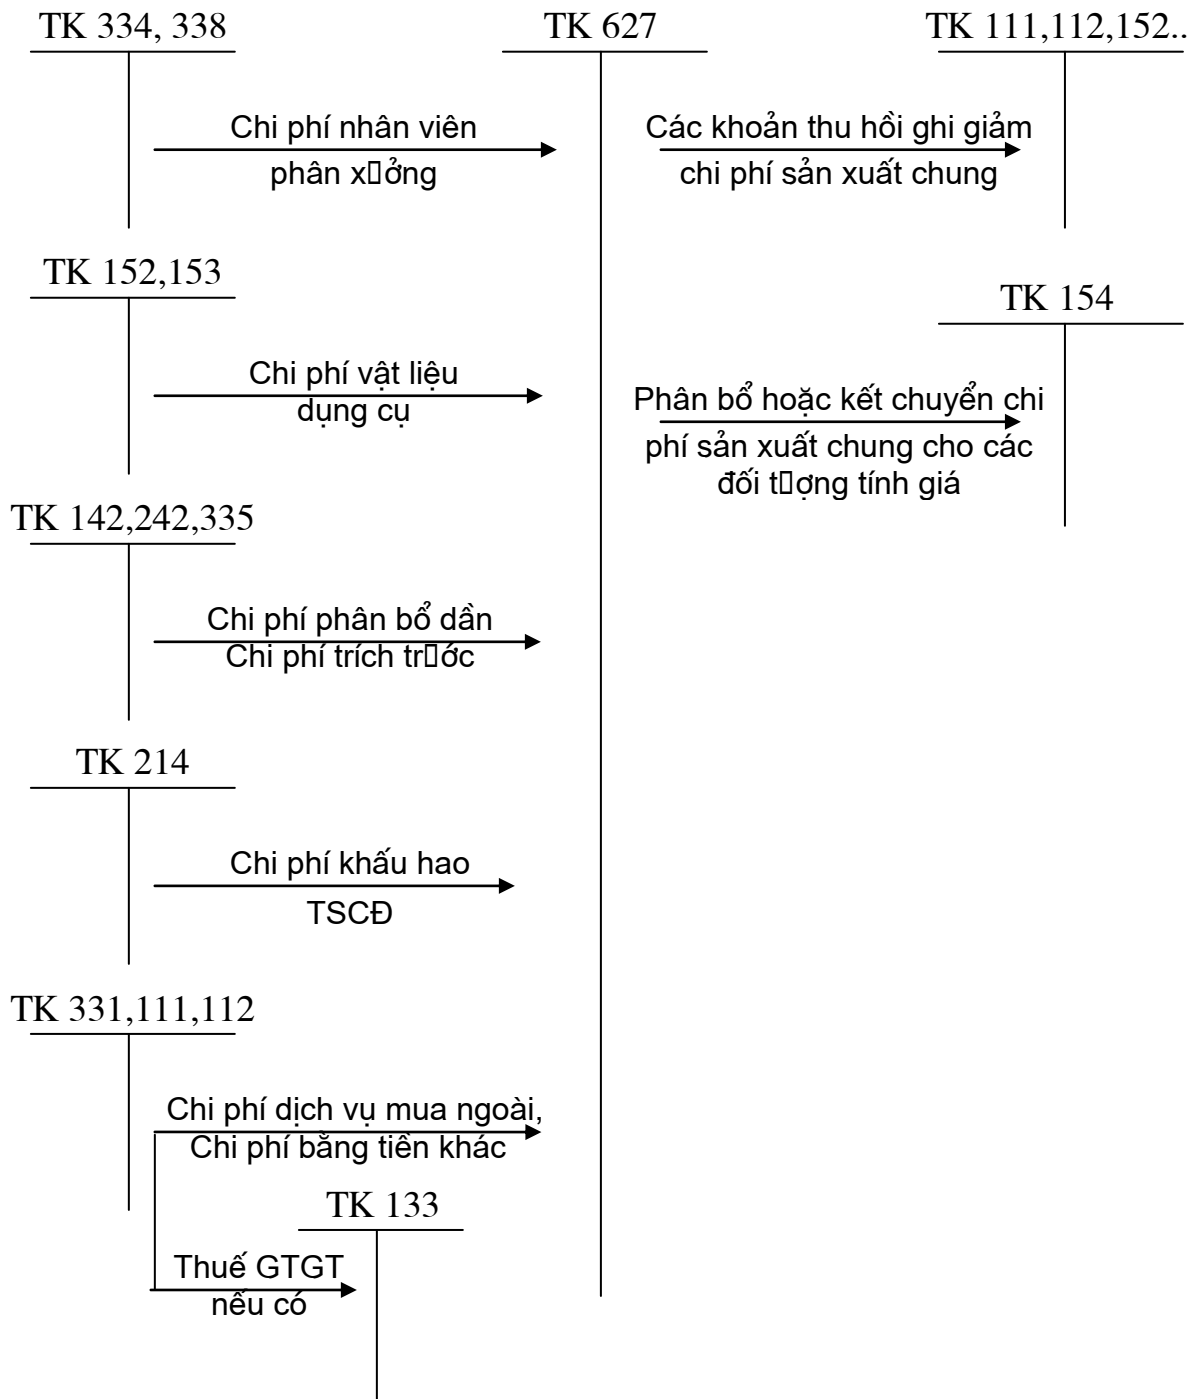 TK 334, 338
TK 627
TK 111,112,152..
Chi phí nhân viên
phân x▯ởng
Các khoản thu hồi ghi giảm
chi phí sản xuất chung
TK 152,153
TK 154
Chi phí vật liệu
dụng cụ
Phân bổ hoặc kết chuyển chi
phí sản xuất chung cho các
đối t▯ợng tính giá
TK 142,242,335
Chi phí phân bổ dần
Chi phí trích tr▯ớc
TK 214
Chi phí khấu hao
TSCĐ
TK 331,111,112
Chi phí dịch vụ mua ngoài,
Chi phí bằng tiền khác
TK 133
Thuế GTGT
nếu có